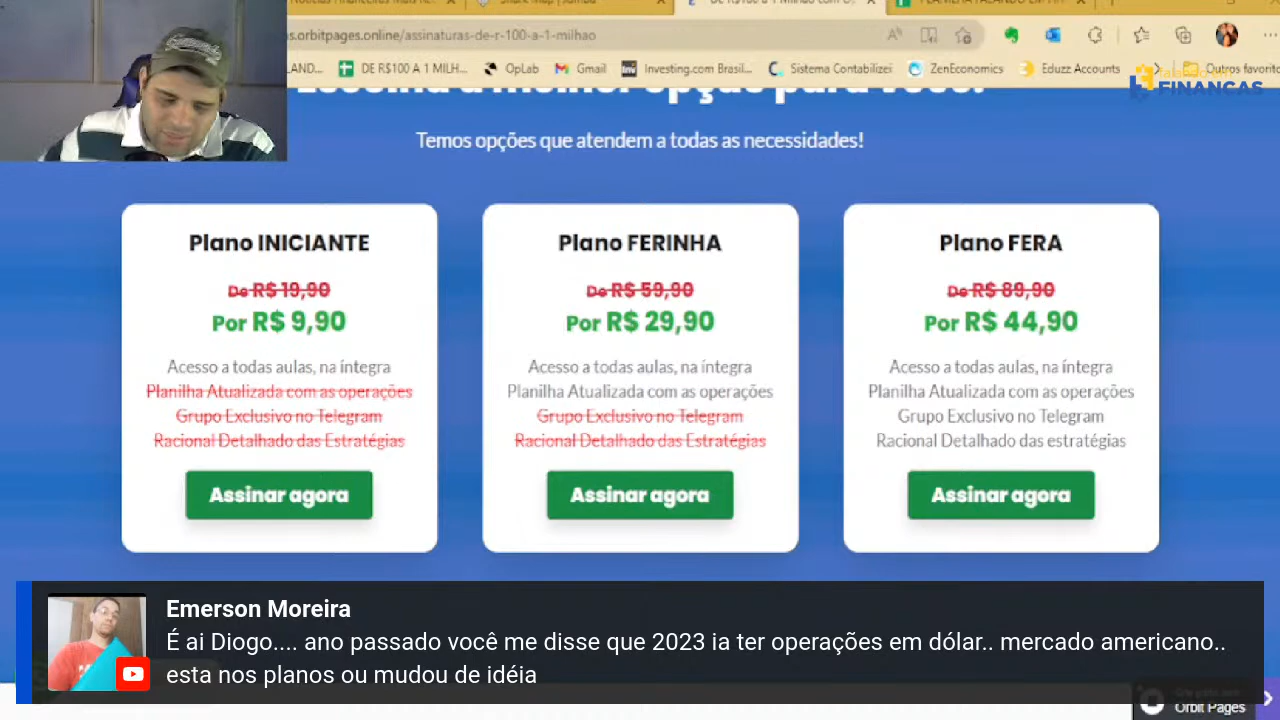 orbitpages.online/assinaturas-de-r-100-a-1-milhao
DE R$100 A 1 MILH... OpLab Gmail Investing.com Brasil... Sistema Contabilizei ZenEconomics Eduzz Accounts Outros favorito
FINANÇAS
Escolha a melhor opção para você!
Temos opções que atendem a todas as necessidades!
Plano INICIANTE
De R$ 19,90
Por R$ 9,90
Acesso a todas aulas, na íntegra
Planilha Atualizada com as operações
Grupo Exclusivo no Telegram
Racional Detalhado das Estratégias
Assinar agora
Plano FERINHA
De R$ 59,90
Por R$ 29,90
Acesso a todas aulas, na íntegra
Planilha Atualizada com as operações
Grupo Exclusivo no Telegram
Racional Detalhado das Estratégias
Assinar agora
Plano FERA
De R$ 89,90
Por R$ 44,90
Acesso a todas aulas, na íntegra
Planilha Atualizada com as operações
Grupo Exclusivo no Telegram
Racional Detalhado das estratégias
Assinar agora
Emerson Moreira
É ai Diogo.... ano passado você me disse que 2023 ia ter operações em dólar.. mercado americano..
esta nos planos ou mudou de idéia
Orbit Pages